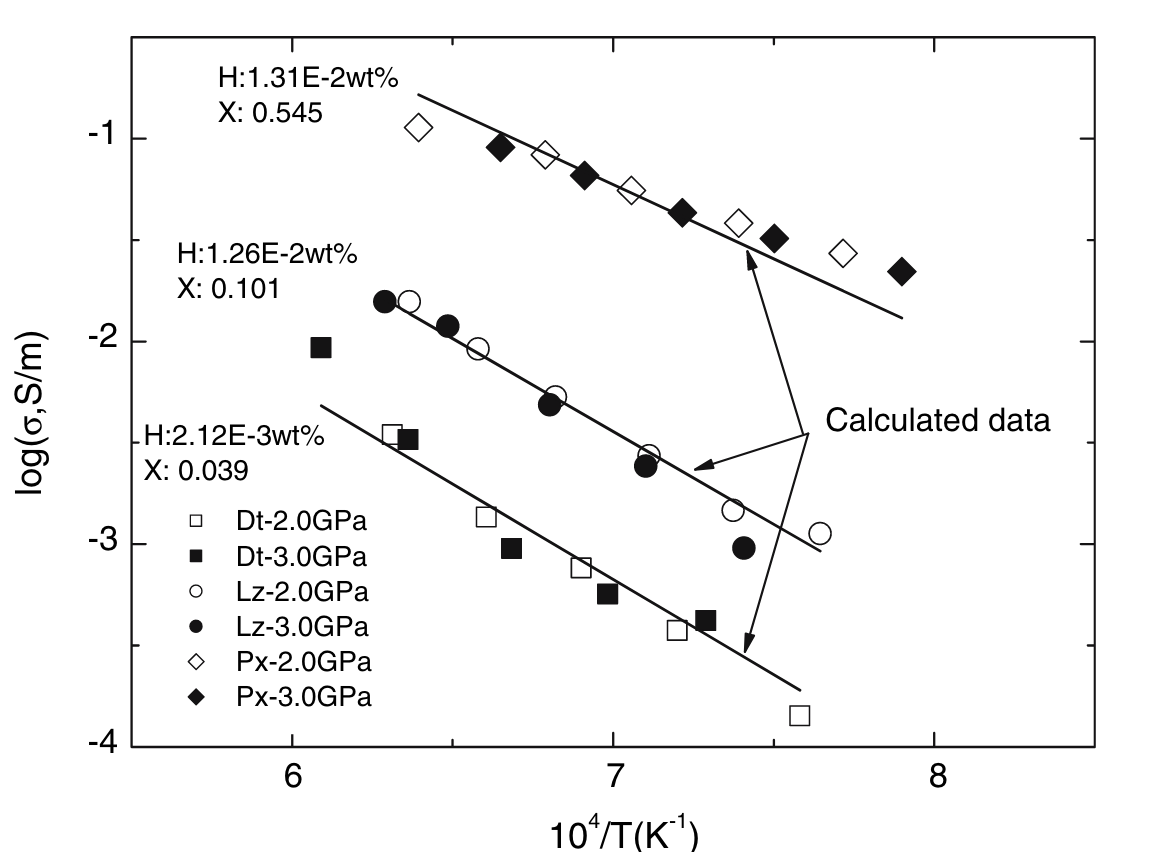 H:1.31E-2wt%
X: 0.545
-1
H:1.26E-2wt%
X: 0.101
-2
log(σ,S/m)
Calculated data
H:2.12E-3wt%
X: 0.039
Dt-2.0GPa
-3
Dt-3.0GPa
Lz-2.0GPa
Lz-3.0GPa
Px-2.0GPa
Px-3.0GPa
-4
6 7 8
10⁴/T(K⁻¹)